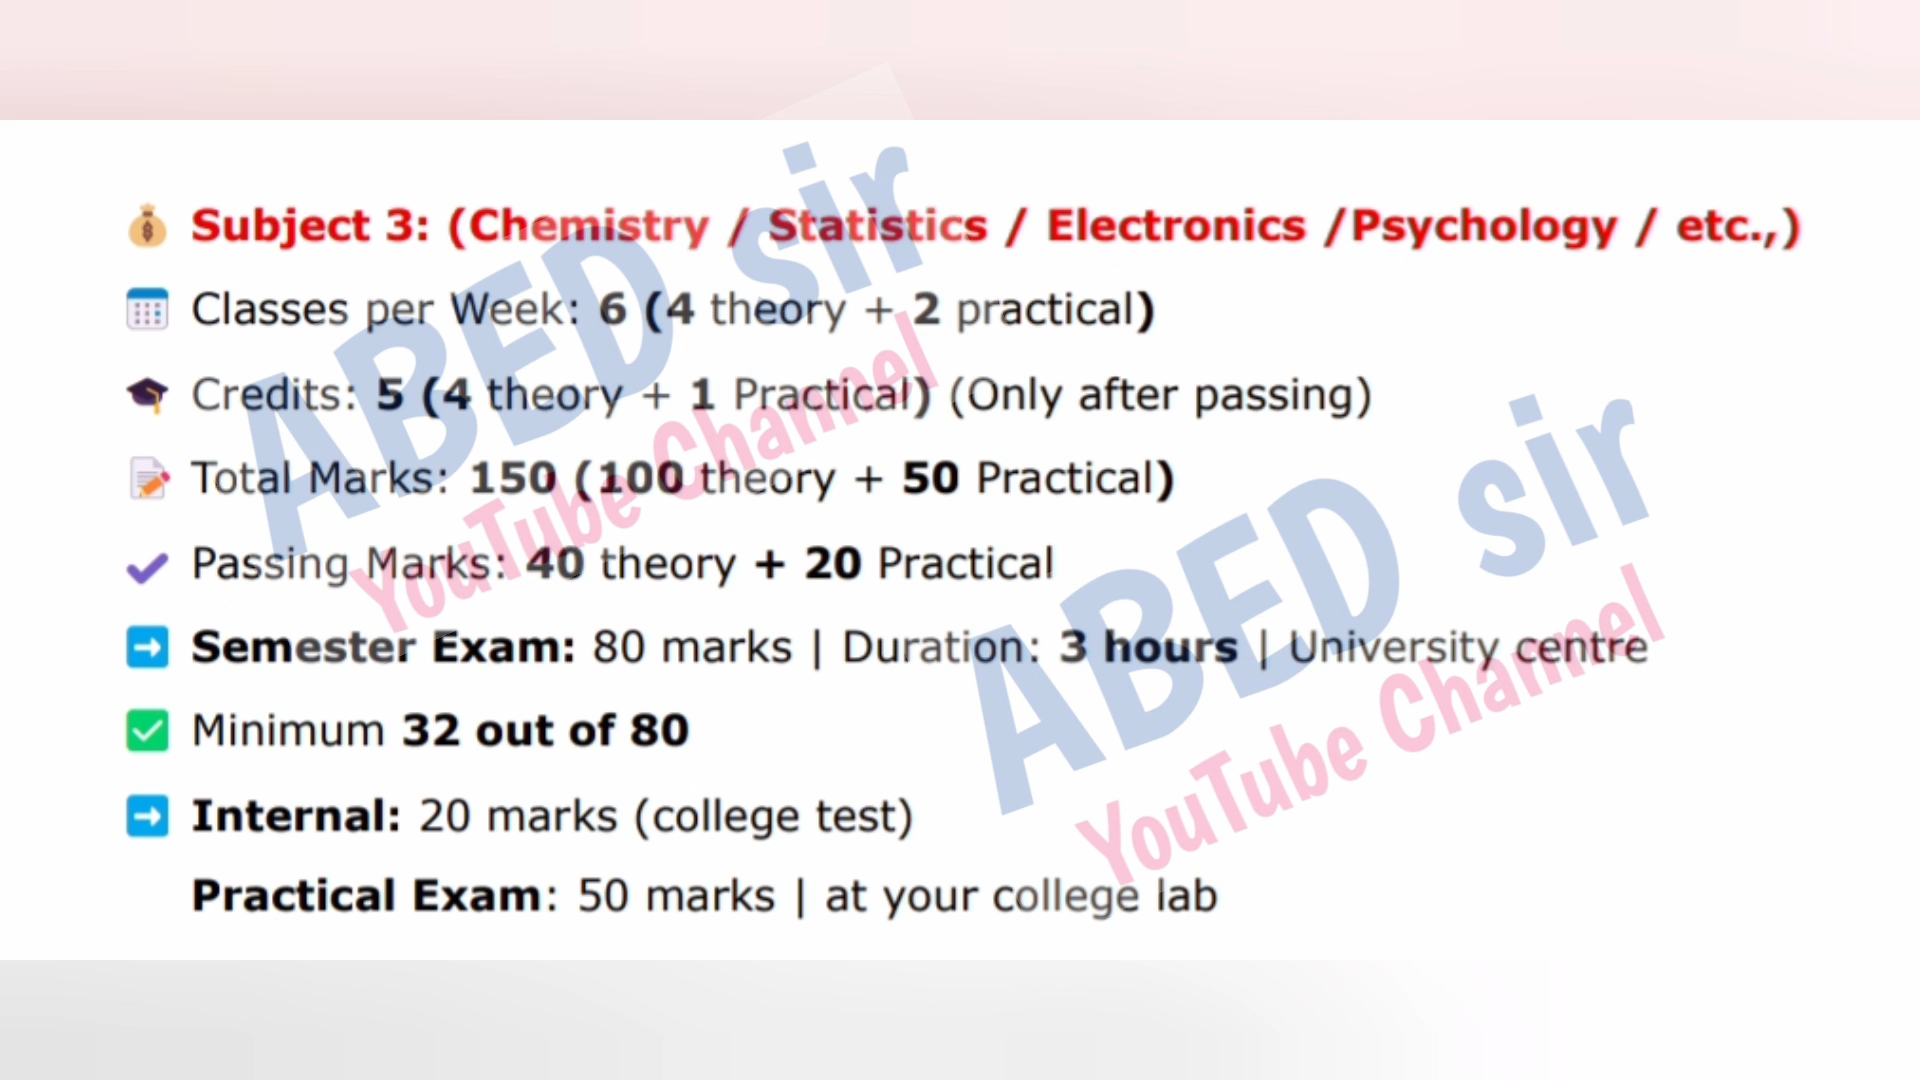 Subject 3: (Chemistry / Statistics / Electronics /Psychology / etc.,)
Classes per Week: 6 (4 theory + 2 practical)
Credits: 5 (4 theory + 1 Practical) (Only after passing)
Total Marks: 150 (100 theory + 50 Practical)
Passing Marks: 40 theory + 20 Practical
Semester Exam: 80 marks | Duration: 3 hours | University centre
Minimum 32 out of 80
Internal: 20 marks (college test)
Practical Exam: 50 marks | at your college lab
ABED sir
YouTube Channel
ABED sir
YouTube Channel